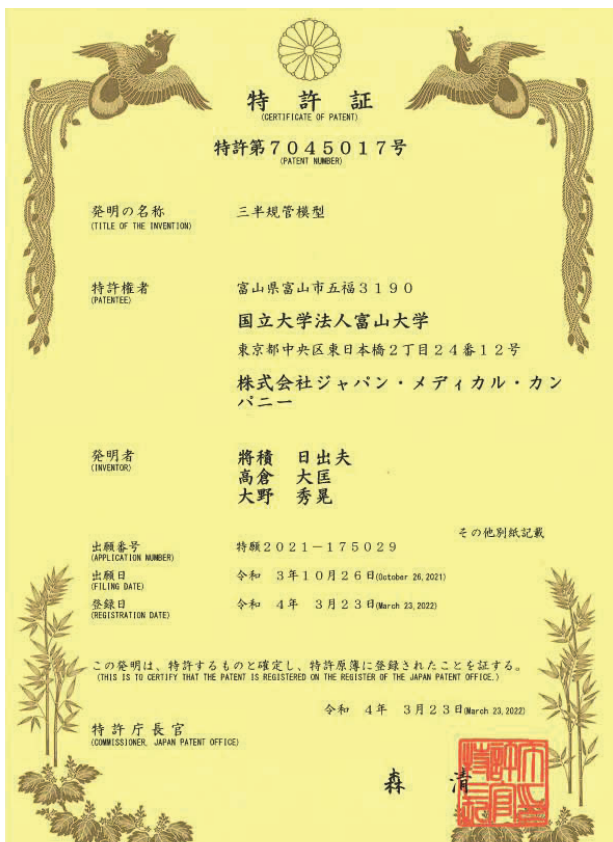 特許証
(CERTIFICATE OF PATENT)
特許第7045017号
(PATENT NUMBER)
発明の名称 三半規管模型
(TITLE OF THE INVENTION)
特許権者 富山県富山市五福3190
(PATENTEE)
国立大学法人富山大学
東京都中央区東日本橋2丁目24番12号
株式会社ジャパン・メディカル・カン
パニー
発明者 將積 日出夫
(INVENTOR)
高倉 大匡
大野 秀晃
その他別紙記載
出願番号 特願2021-175029
(APPLICATION NUMBER)
出願日 令和 3年10月26日(October 26,2021)
(FILING DATE)
登録日 令和 4年 3月23日(March 23,2022)
(REGISTRATION DATE)
この発明は、特許するものと確定し、特許原簿に登録されたことを証する。
(THIS IS TO CERTIFY THAT THE PATENT IS REGISTERED ON THE REGISTER OF THE JAPAN PATENT OFFICE.)
令和 4年 3月23日(March 23,2022)
特許庁長官
(COMMISSIONER, JAPAN PATENT OFFICE)
森 清